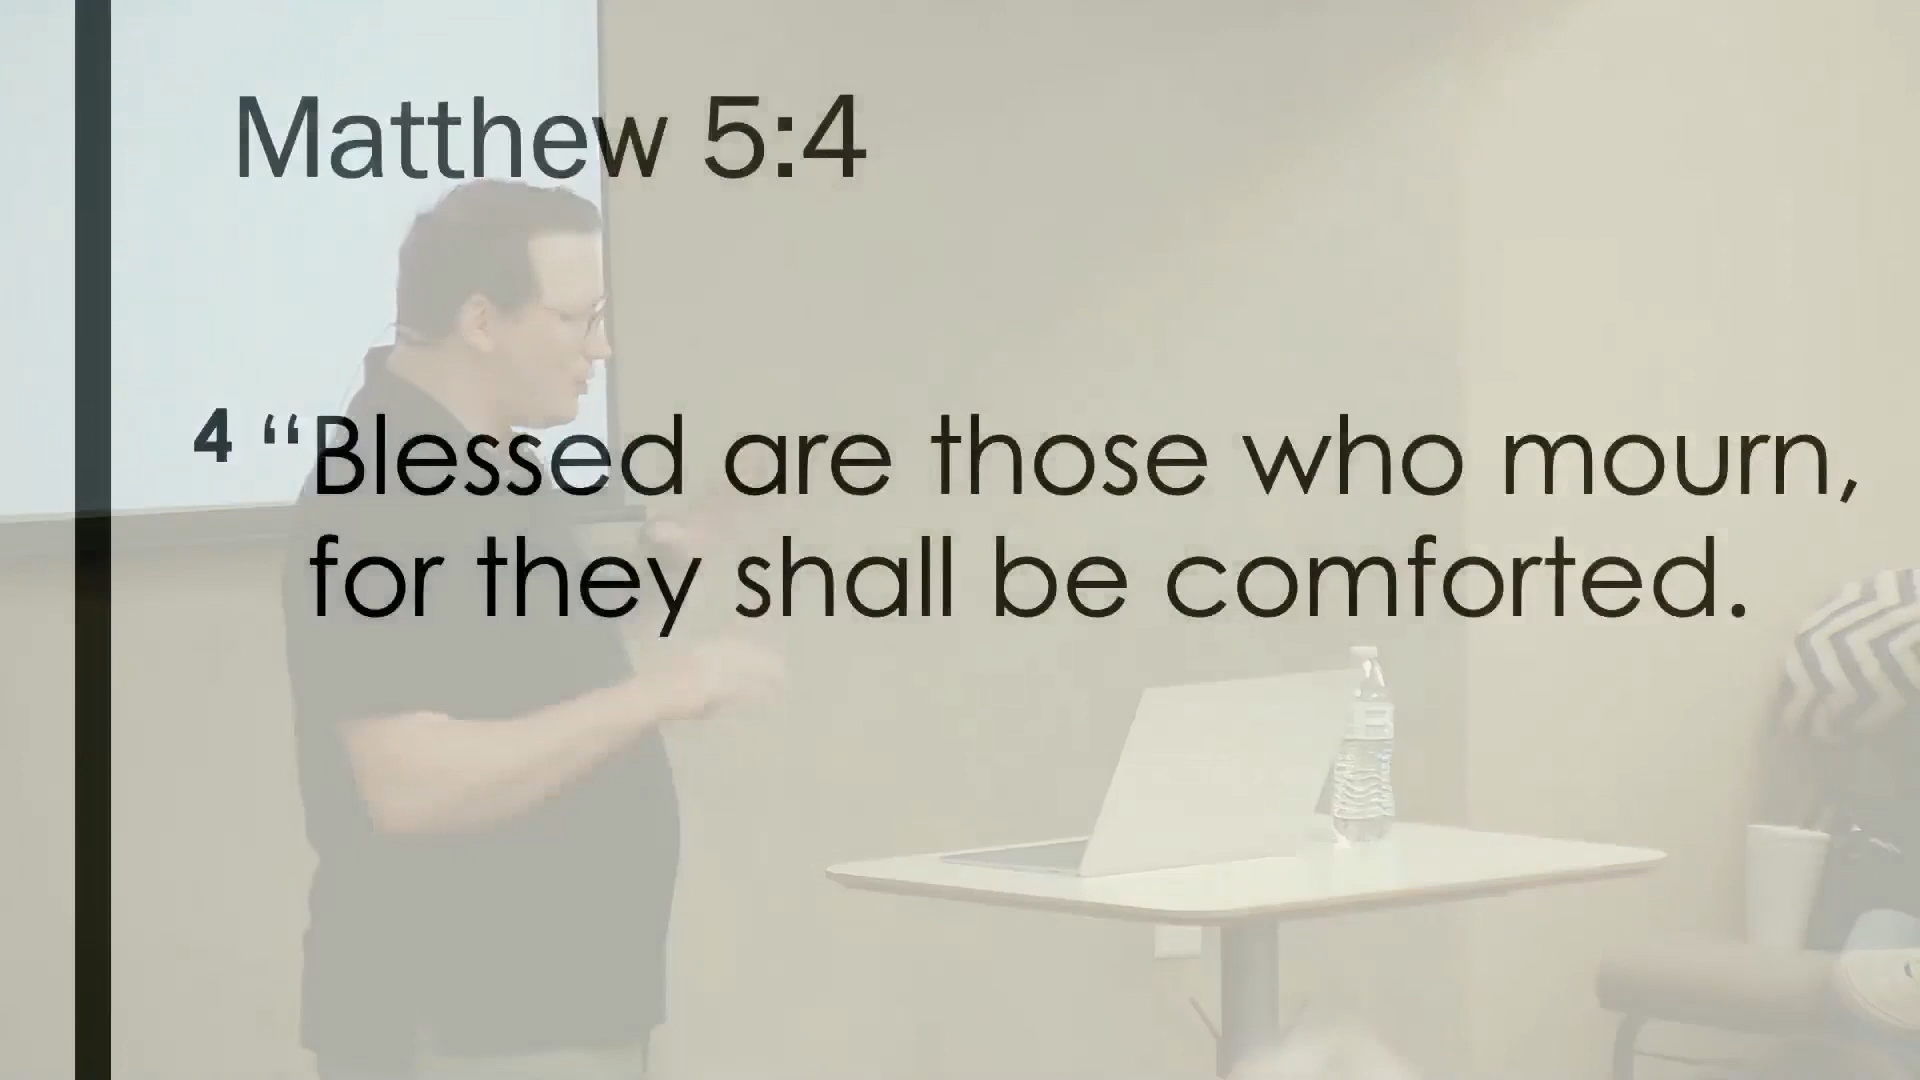 Matthew 5:4
4 “Blessed are those who mourn,
for they shall be comforted.